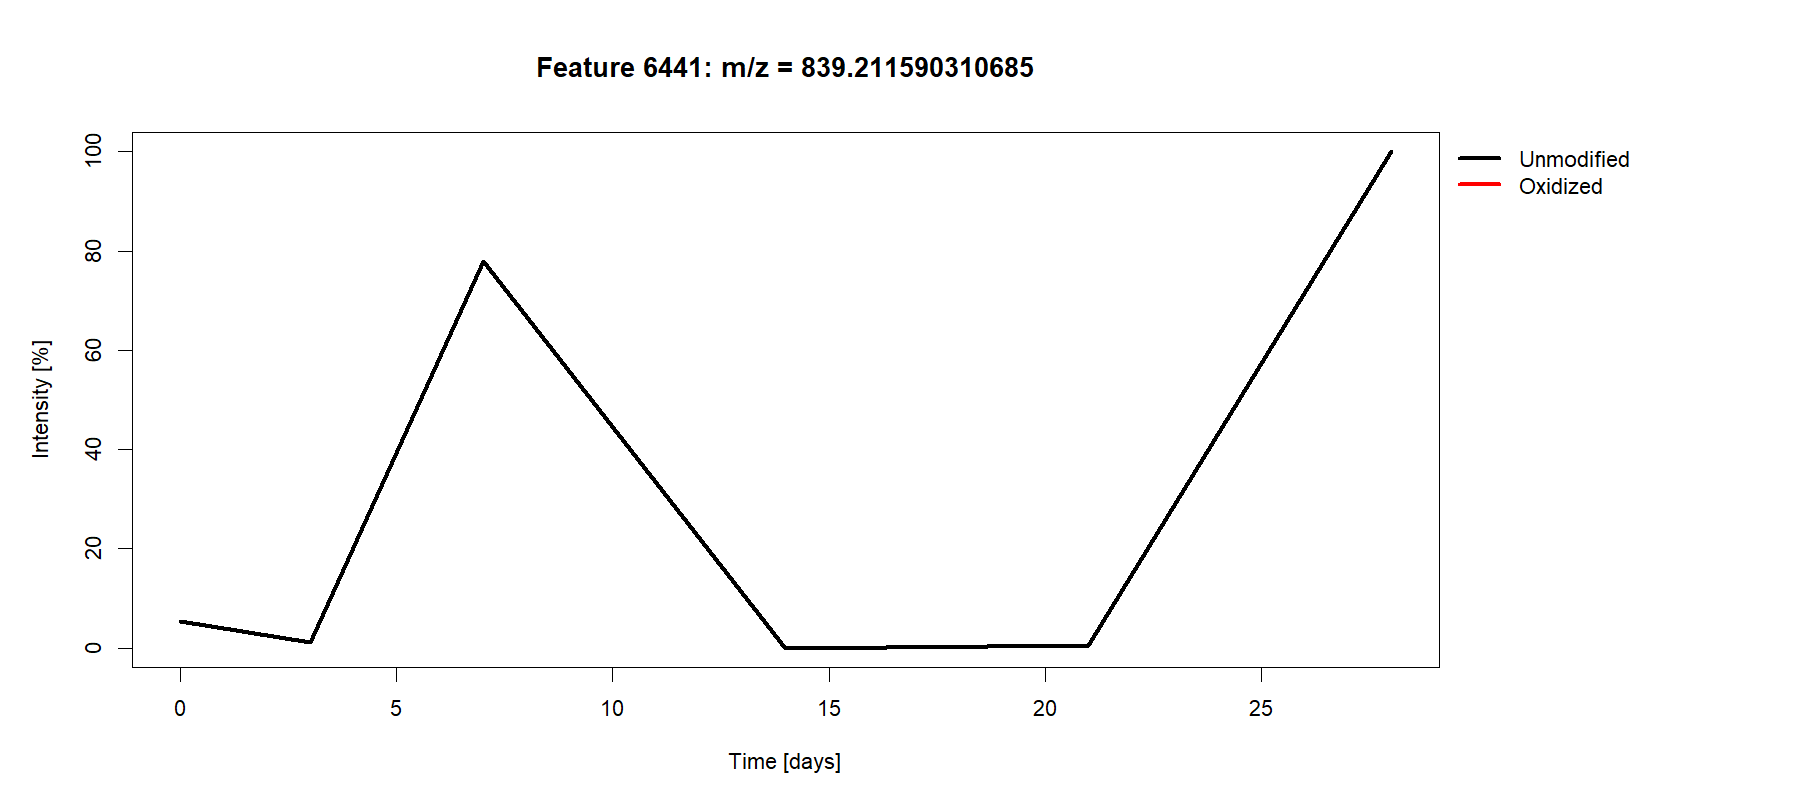 Feature 6441: m/z = 839.211590310685
Unmodified
Oxidized
100
80
60
40
20
0
Intensity [%]
0 5 10 15 20 25
Time [days]